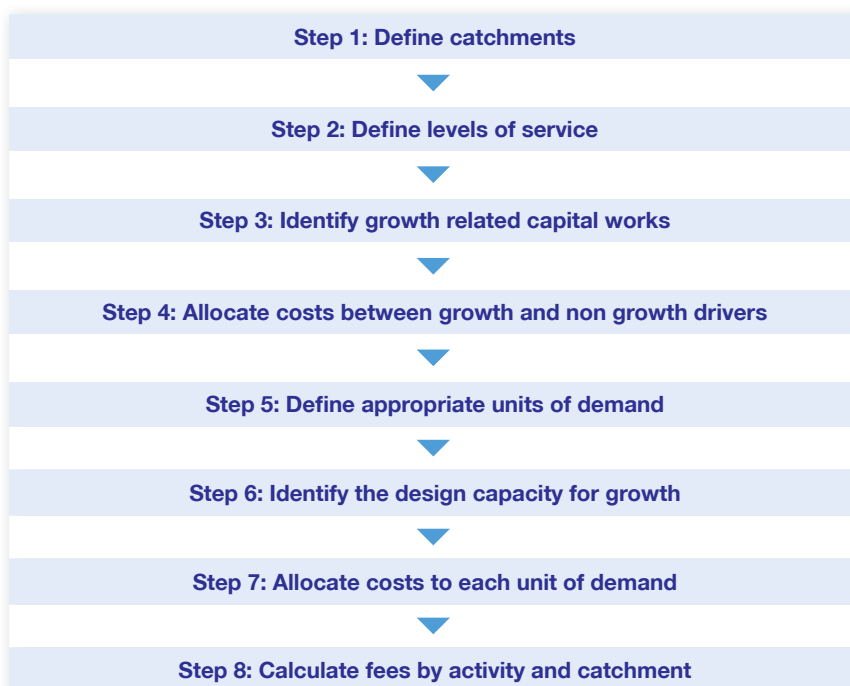 Step 1: Define catchments
Step 2: Define levels of service
Step 3: Identify growth related capital works
Step 4: Allocate costs between growth and non growth drivers
Step 5: Define appropriate units of demand
Step 6: Identify the design capacity for growth
Step 7: Allocate costs to each unit of demand
Step 8: Calculate fees by activity and catchment